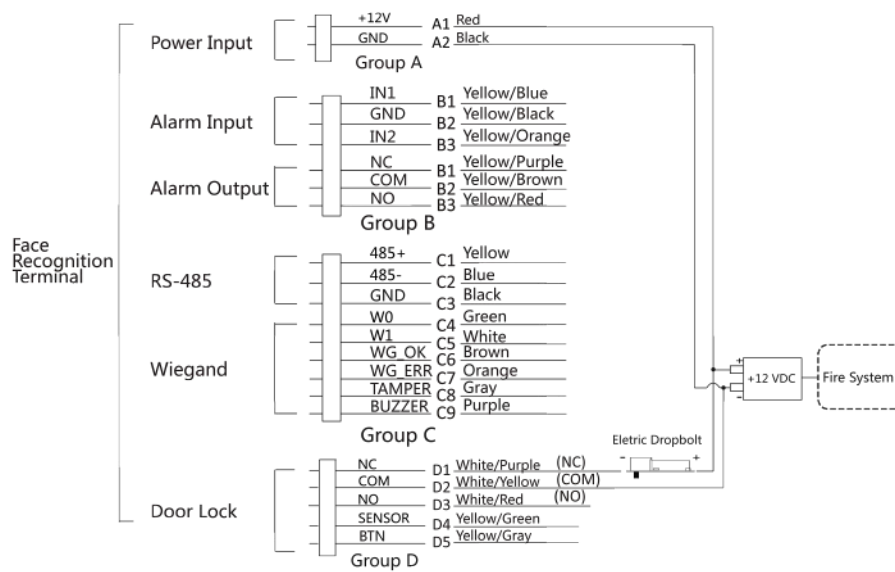 Face
Recognition
Terminal
Power Input
+12V A1 Red
GND A2 Black
Group A
Alarm Input
IN1 B1 Yellow/Blue
GND B2 Yellow/Black
IN2 B3 Yellow/Orange
Alarm Output
NC B1 Yellow/Purple
COM B2 Yellow/Brown
NO B3 Yellow/Red
Group B
RS-485
485+ C1 Yellow
485- C2 Blue
GND C3 Black
Wiegand
W0 C4 Green
W1 C5 White
WG_OK C6 Brown
WG_ERR C7 Orange
TAMPER C8 Gray
BUZZER C9 Purple
Group C
+
+12 VDC
-
Fire System
Eletric Dropbolt
- +
Door Lock
NC D1 White/Purple (NC)
COM D2 White/Yellow (COM)
NO D3 White/Red (NO)
SENSOR D4 Yellow/Green
BTN D5 Yellow/Gray
Group D